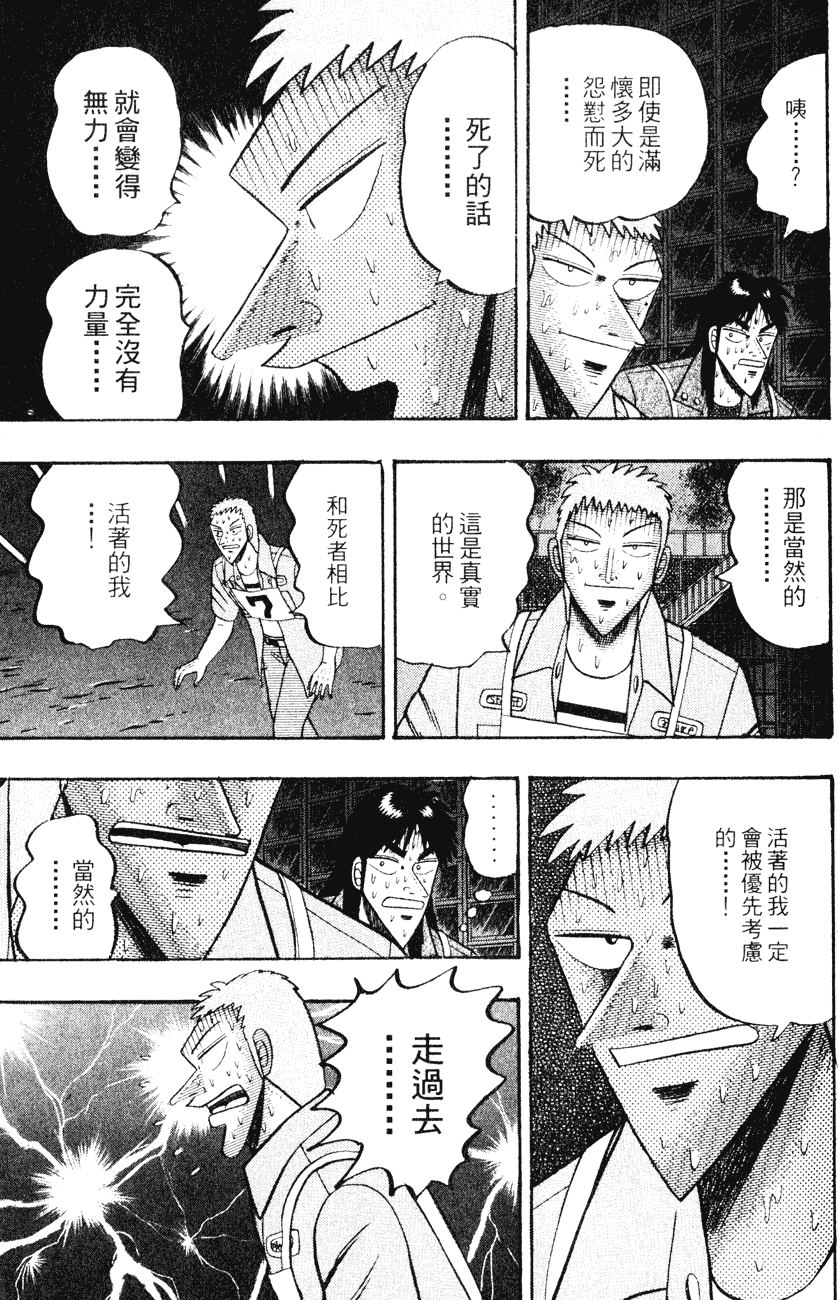 咦……?
即使是滿
懷多大的
怨懟而死
……
死了的話
………
就會變得
無力……
完全沒有
力量……
那是當然的
………
這是真實
的世界。
和死者相比
活著的我
…!
7
活著的我一定
會被優先考慮
的……!
………
當然的
………
走過去
………